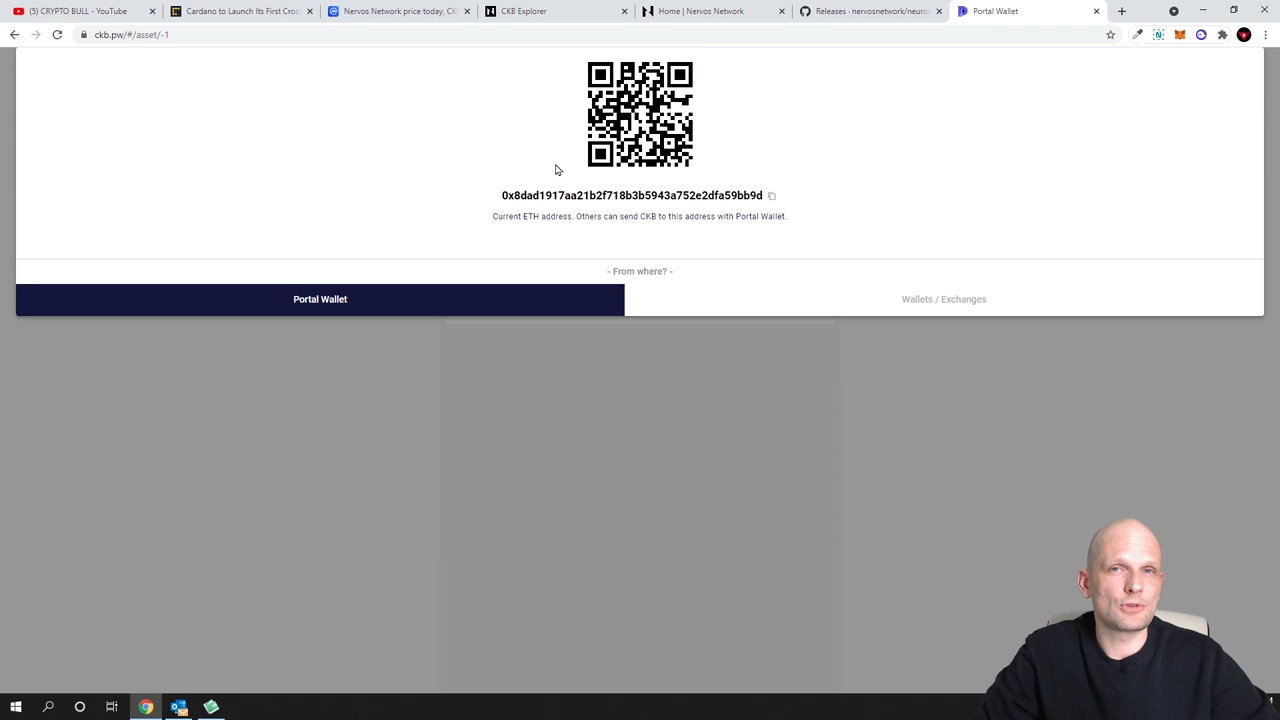 (5) CRYPTO BULL - YouTube
Cardano to Launch Its First Cros
Nervos Network price today, CK
CKB Explorer
Home | Nervos Network
Releases · nervosnetwork/neuro
Portal Wallet
ckb.pw/#/asset/-1
0x8dad1917aa21b2f718b3b5943a752e2dfa59bb9d
Current ETH address. Others can send CKB to this address with Portal Wallet.
- From where? -
Portal Wallet
Wallets / Exchanges